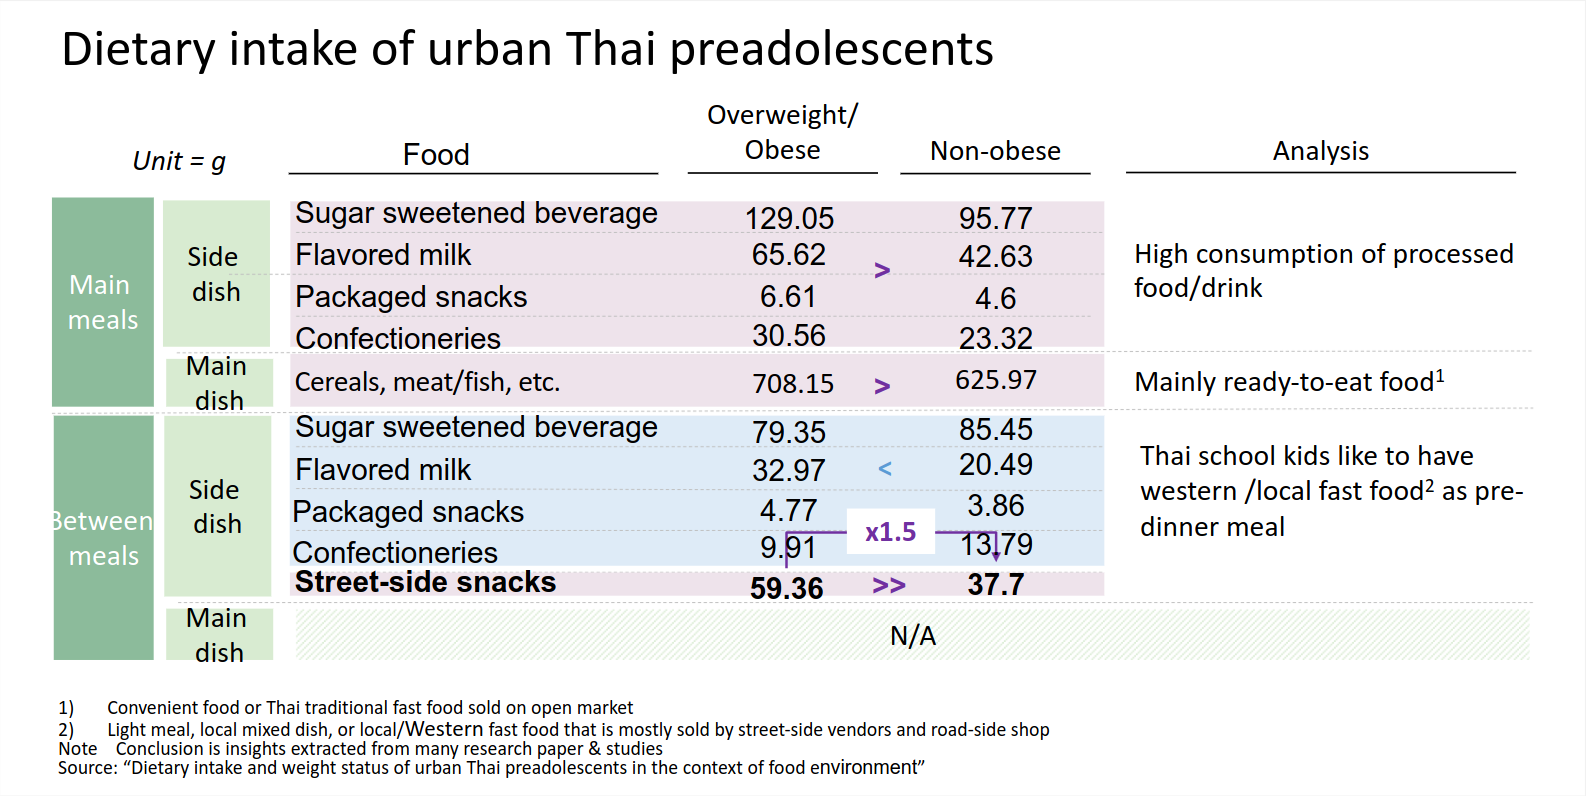 Dietary intake of urban Thai preadolescents
Unit = g
Food
Overweight/
Obese
Non-obese
Analysis
Main
meals
Side
dish
Sugar sweetened beverage 129.05 95.77
Flavored milk 65.62 42.63
>
Packaged snacks 6.61 4.6
Confectioneries 30.56 23.32
High consumption of processed
food/drink
Main
dish
Cereals, meat/fish, etc. 708.15 > 625.97
Mainly ready-to-eat food1
Between
meals
Side
dish
Sugar sweetened beverage 79.35 85.45
Flavored milk 32.97 < 20.49
Packaged snacks 4.77 3.86
x1.5
Confectioneries 9.91 13.79
Street-side snacks 59.36 >> 37.7
Thai school kids like to have
western /local fast food2 as pre-
dinner meal
Main
dish
N/A
1) Convenient food or Thai traditional fast food sold on open market
2) Light meal, local mixed dish, or local/Western fast food that is mostly sold by street-side vendors and road-side shop
Note Conclusion is insights extracted from many research paper & studies
Source: “Dietary intake and weight status of urban Thai preadolescents in the context of food environment”